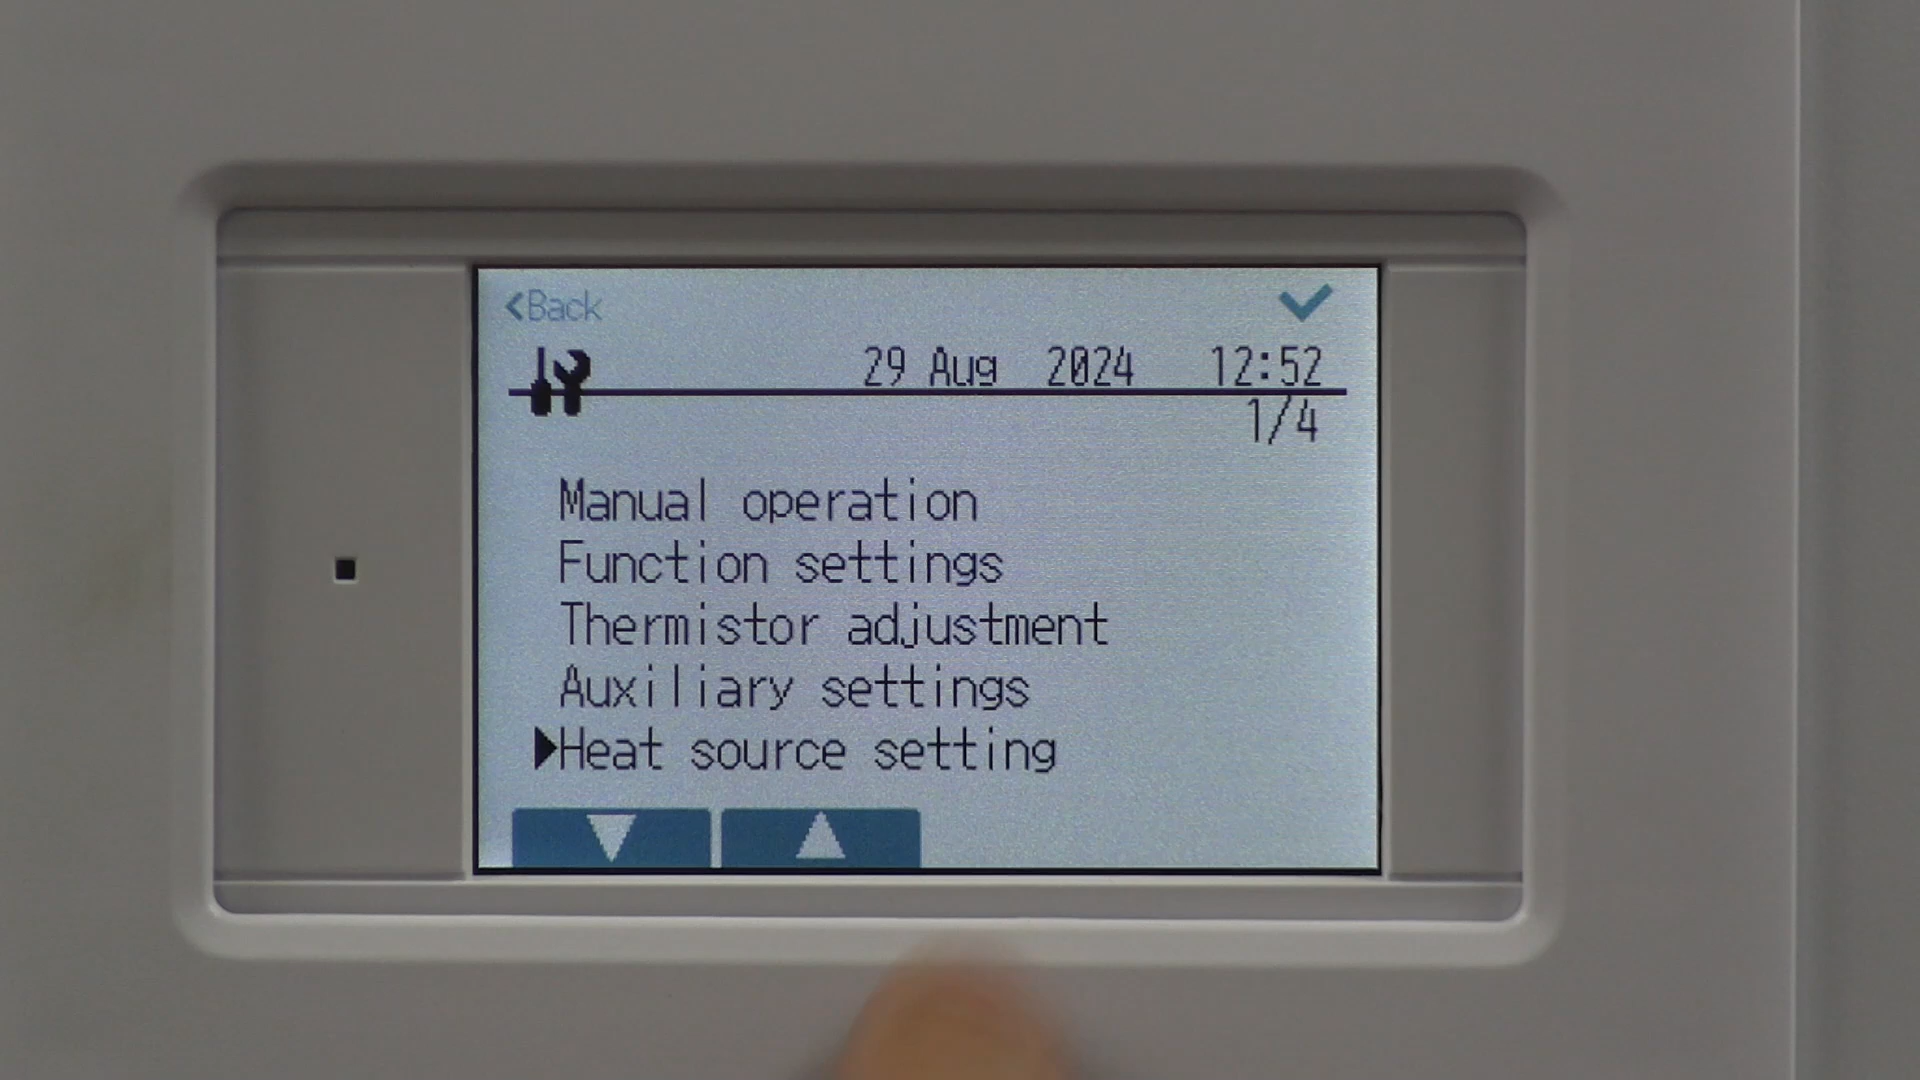 <Back
29 Aug 2024 12:52
1/4
Manual operation
Function settings
Thermistor adjustment
Auxiliary settings
Heat source setting